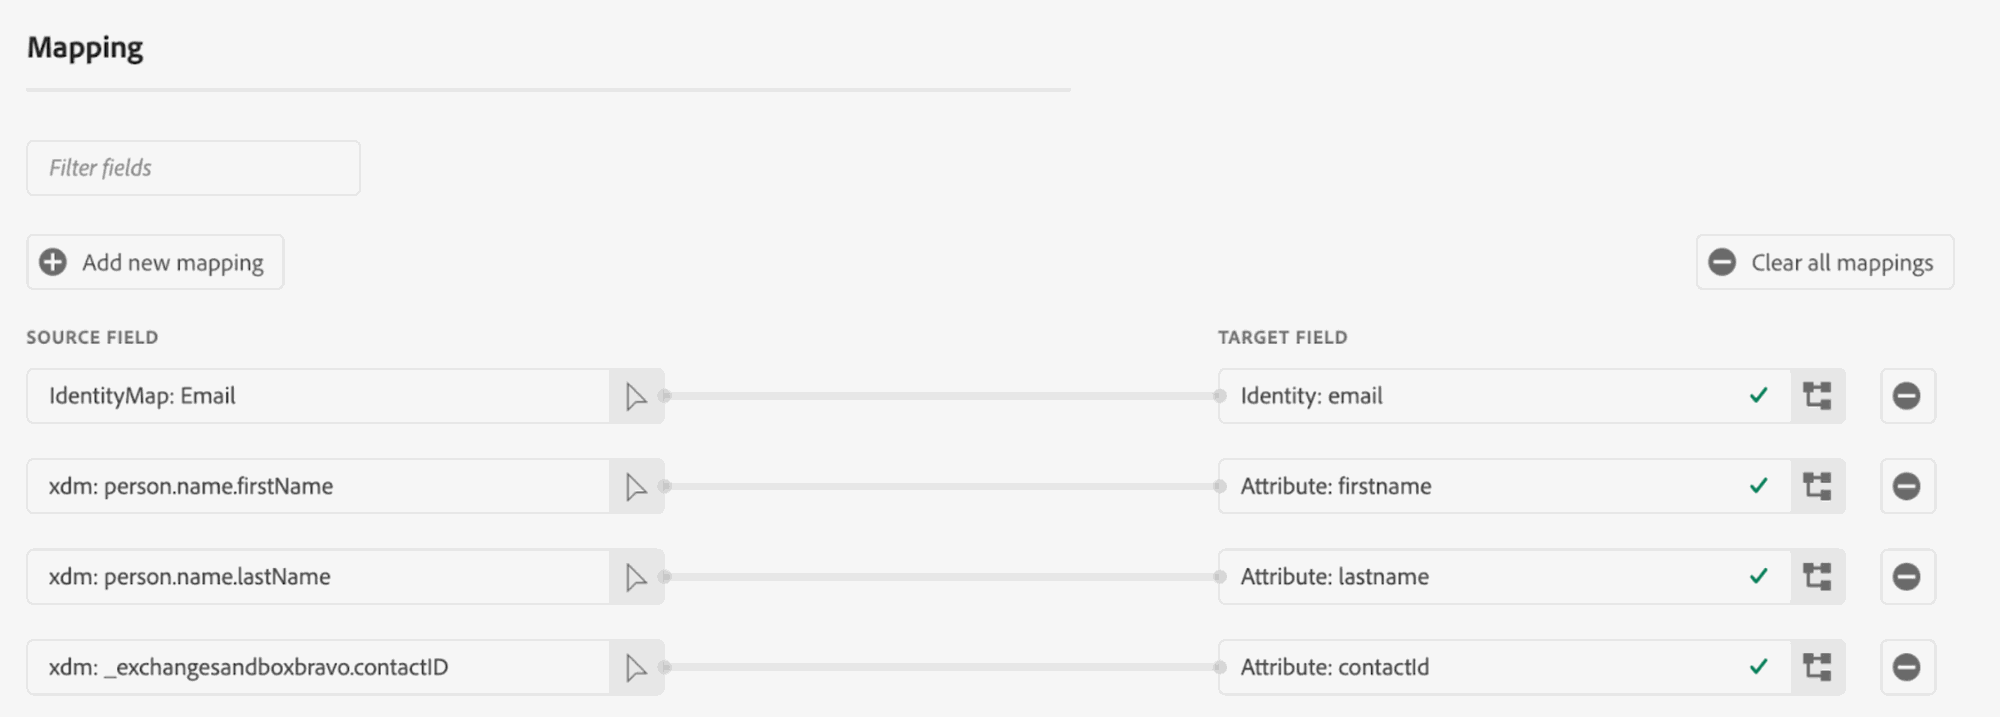 Mapping
Filter fields
Add new mapping
Clear all mappings
SOURCE FIELD
TARGET FIELD
IdentityMap: Email
Identity: email
xdm: person.name.firstName
Attribute: firstname
xdm: person.name.lastName
Attribute: lastname
xdm: _exchangesandboxbravo.contactID
Attribute: contactId